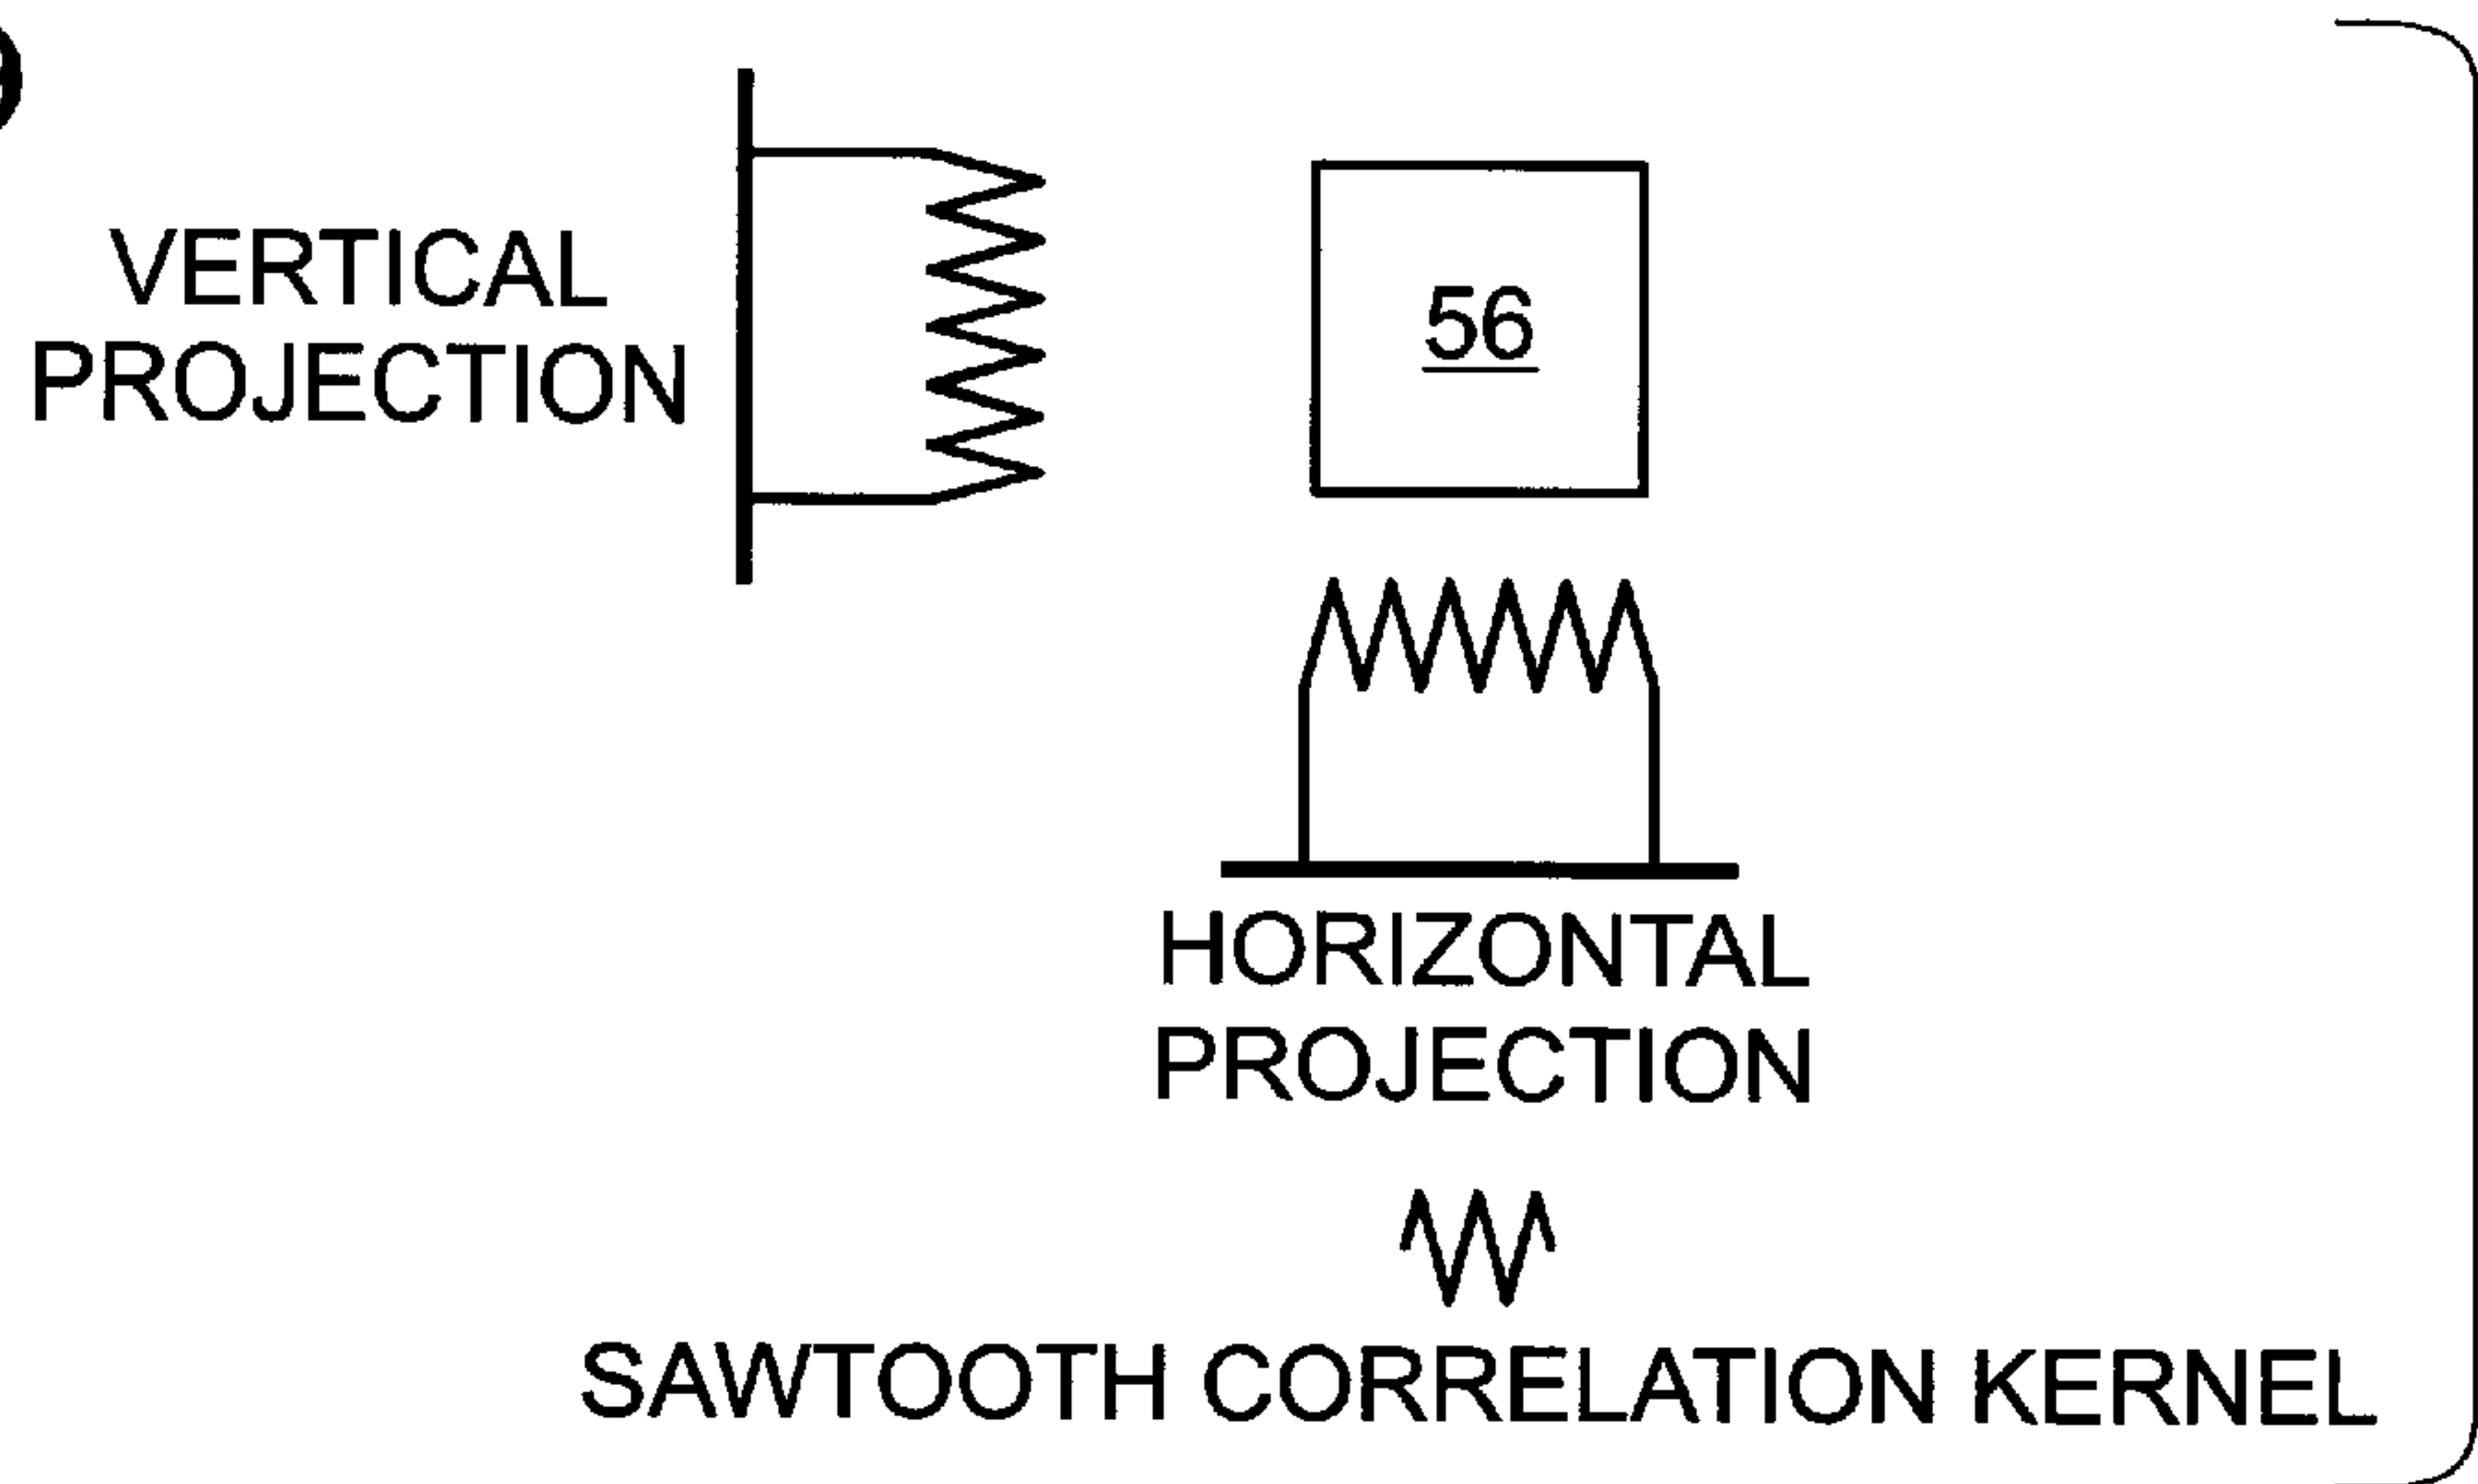 VERTICAL
PROJECTION
56
HORIZONTAL
PROJECTION
SAWTOOTH CORRELATION KERNEL